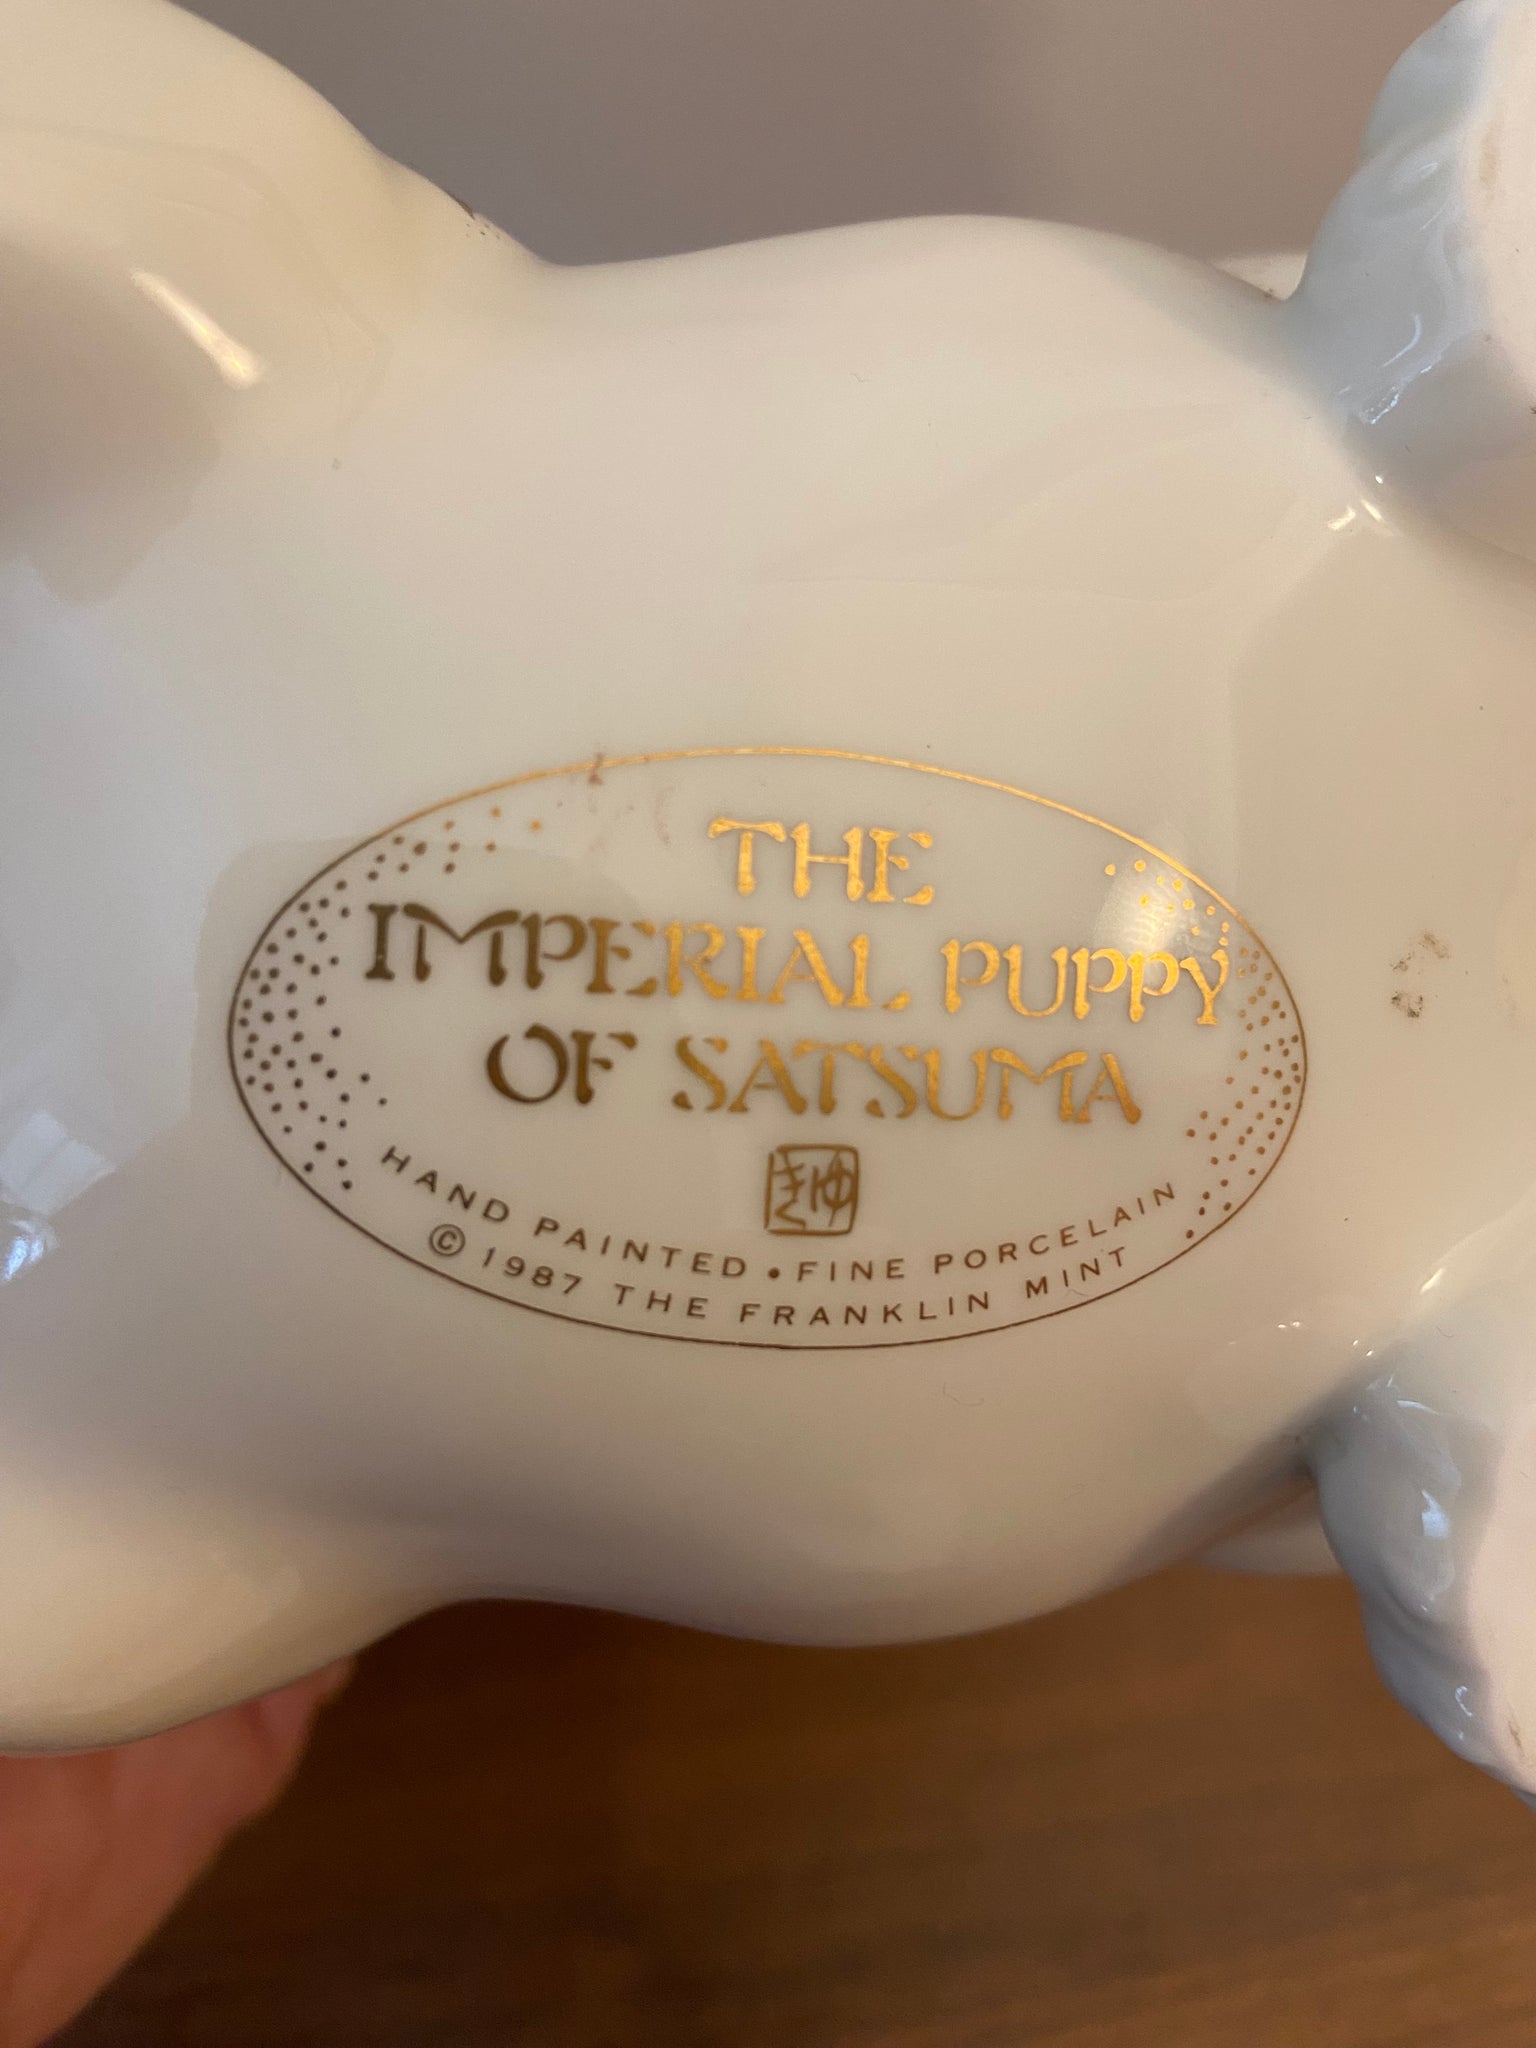 THE
IMPERIAL PUPPY
OF SATSUMA
HAND PAINTED • FINE PORCELAIN
© 1987 THE FRANKLIN MINT